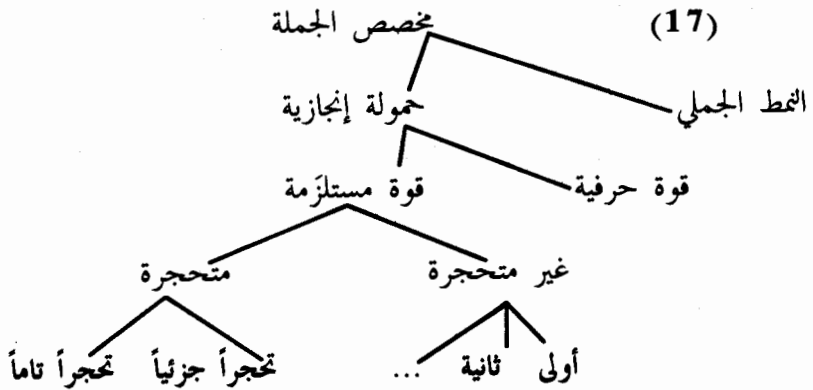 (17) مخصص الجملة
النمط الجملي حمولة إنجازية
قوة حرفية قوة مستلزَمة
غير متحجرة متحجرة
أولى ثانية ... تحجراً جزئياً تحجراً تاماً